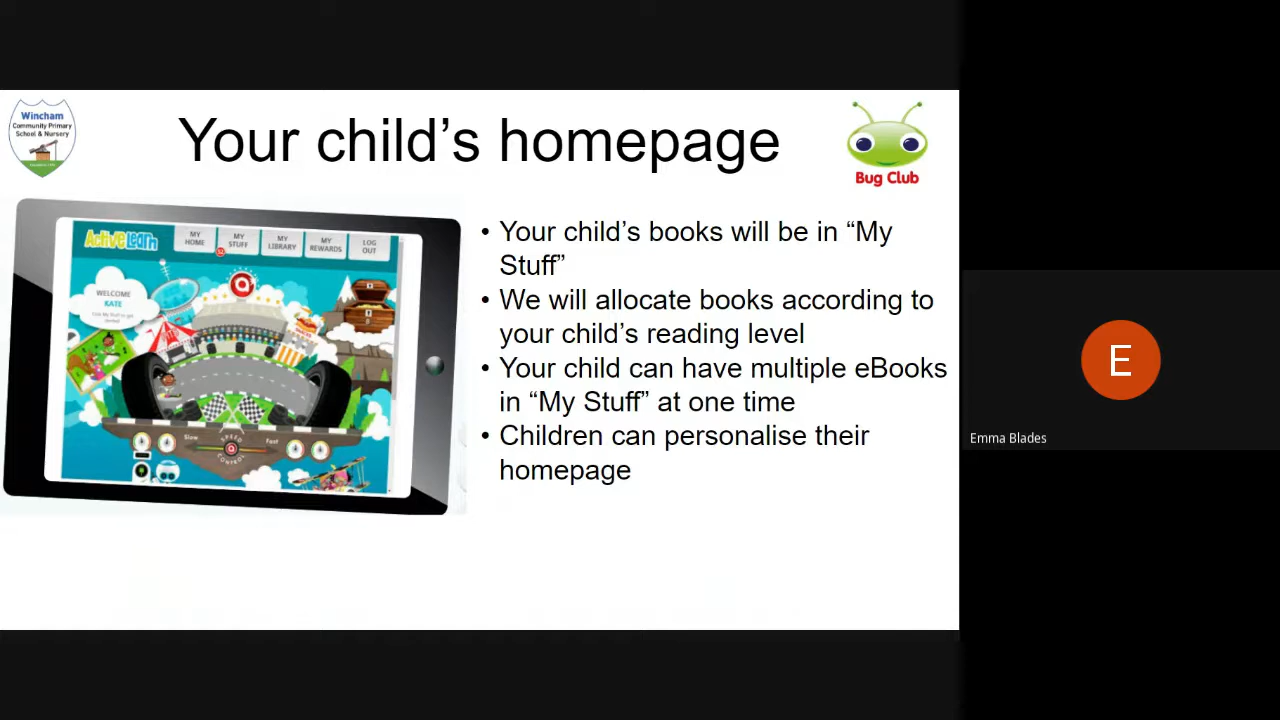 Wincham
Community Primary
School & Nursery
Your child's homepage
Bug Club
ActiveLearn
MY HOME
MY STUFF
MY LIBRARY
MY REWARDS
LOG OUT
WELCOME
KATE
Slow
SPEED
Fast
CONTROL
• Your child's books will be in “My
Stuff”
• We will allocate books according to
your child's reading level
• Your child can have multiple eBooks
in “My Stuff” at one time
• Children can personalise their
homepage
E
Emma Blades